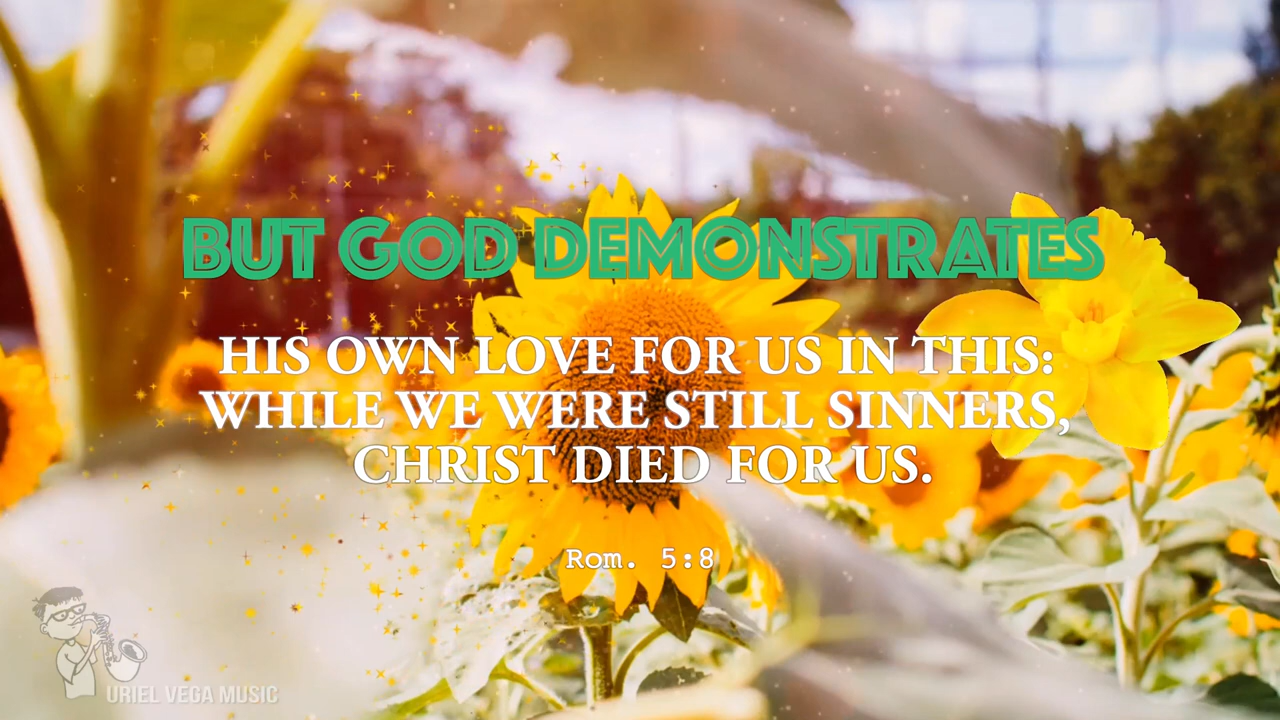 BUT GOD DEMONSTRATES
HIS OWN LOVE FOR US IN THIS:
WHILE WE WERE STILL SINNERS,
CHRIST DIED FOR US.
Rom. 5:8
URIEL VEGA MUSIC